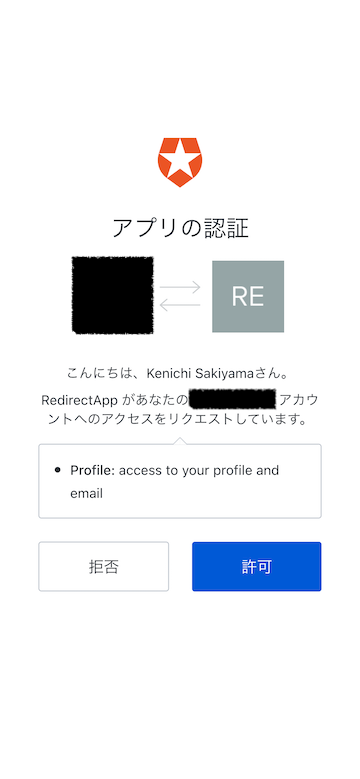 アプリの認証
RE
こんにちは、Kenichi Sakiyamaさん。
RedirectApp があなたの アカウ
ントへのアクセスをリクエストしています。
Profile: access to your profile and
email
拒否
許可